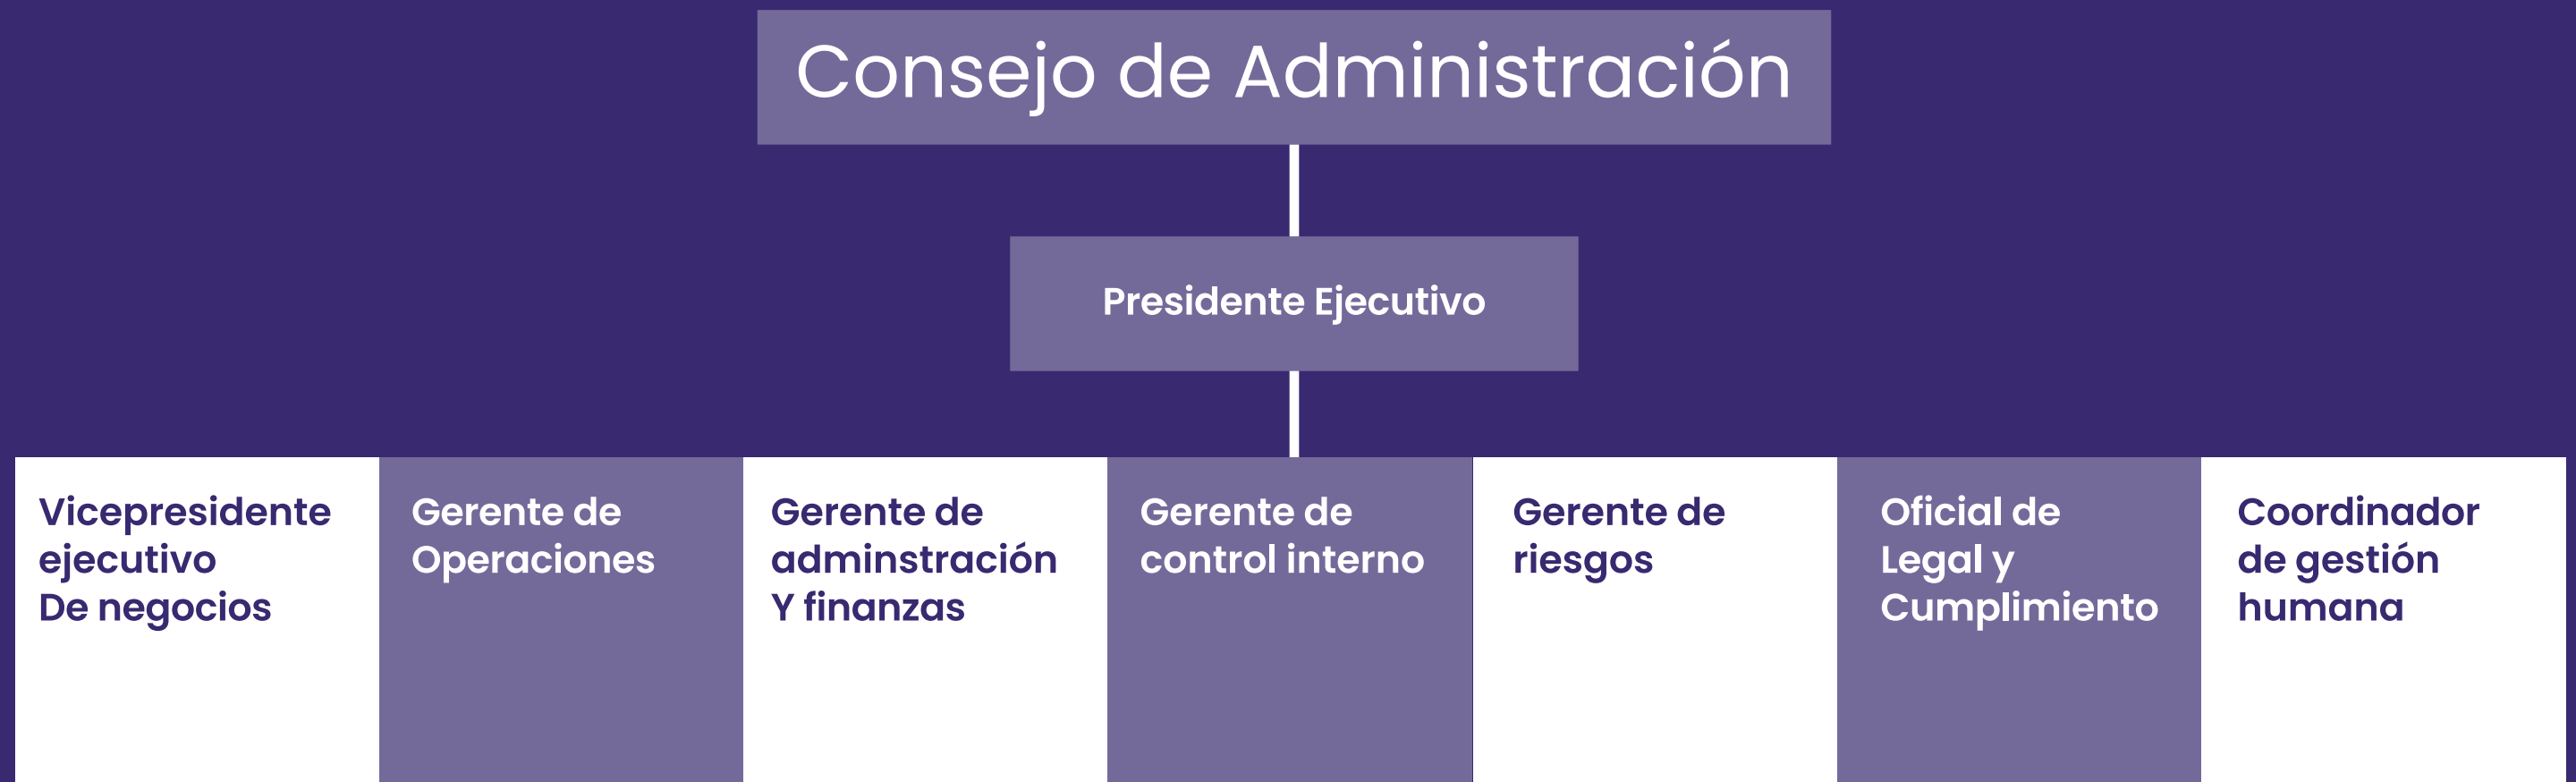 Consejo de Administración
Presidente Ejecutivo
Vicepresidente
ejecutivo
De negocios
Gerente de
Operaciones
Gerente de
adminstración
Y finanzas
Gerente de
control interno
Gerente de
riesgos
Oficial de
Legal y
Cumplimiento
Coordinador
de gestión
humana